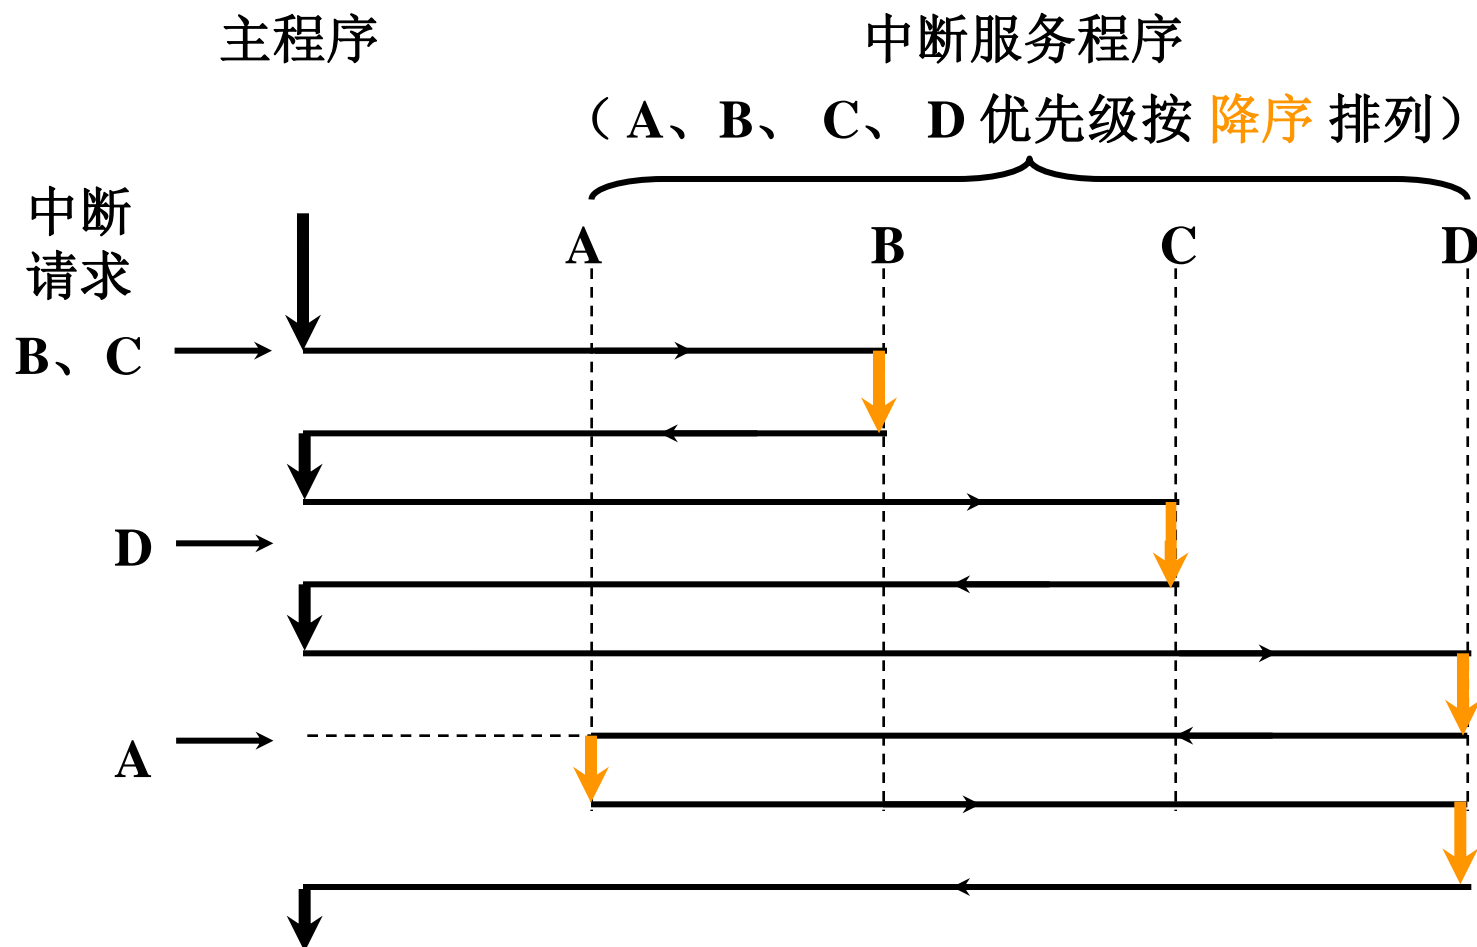 主程序
中断服务程序
（ A、B、 C、 D 优先级按 降序 排列）
中断
请求
A
B
C
D
B、C
D
A